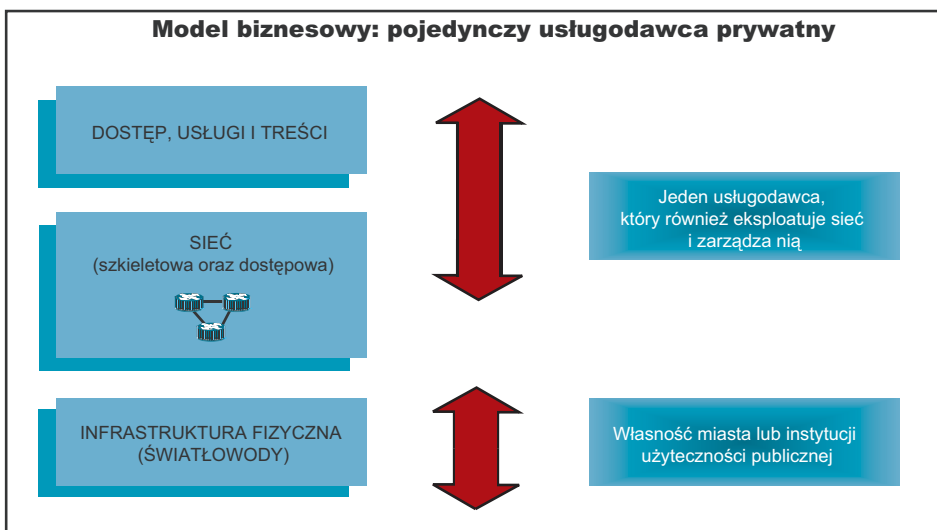 Model biznesowy: pojedynczy usługodawca prywatny
DOSTĘP, USŁUGI I TREŚCI
Jeden usługodawca,
który również eksploatuje sieć
i zarządza nią
SIEĆ
(szkieletowa oraz dostępowa)
INFRASTRUKTURA FIZYCZNA
(ŚWIATŁOWODY)
Własność miasta lub instytucji
użyteczności publicznej